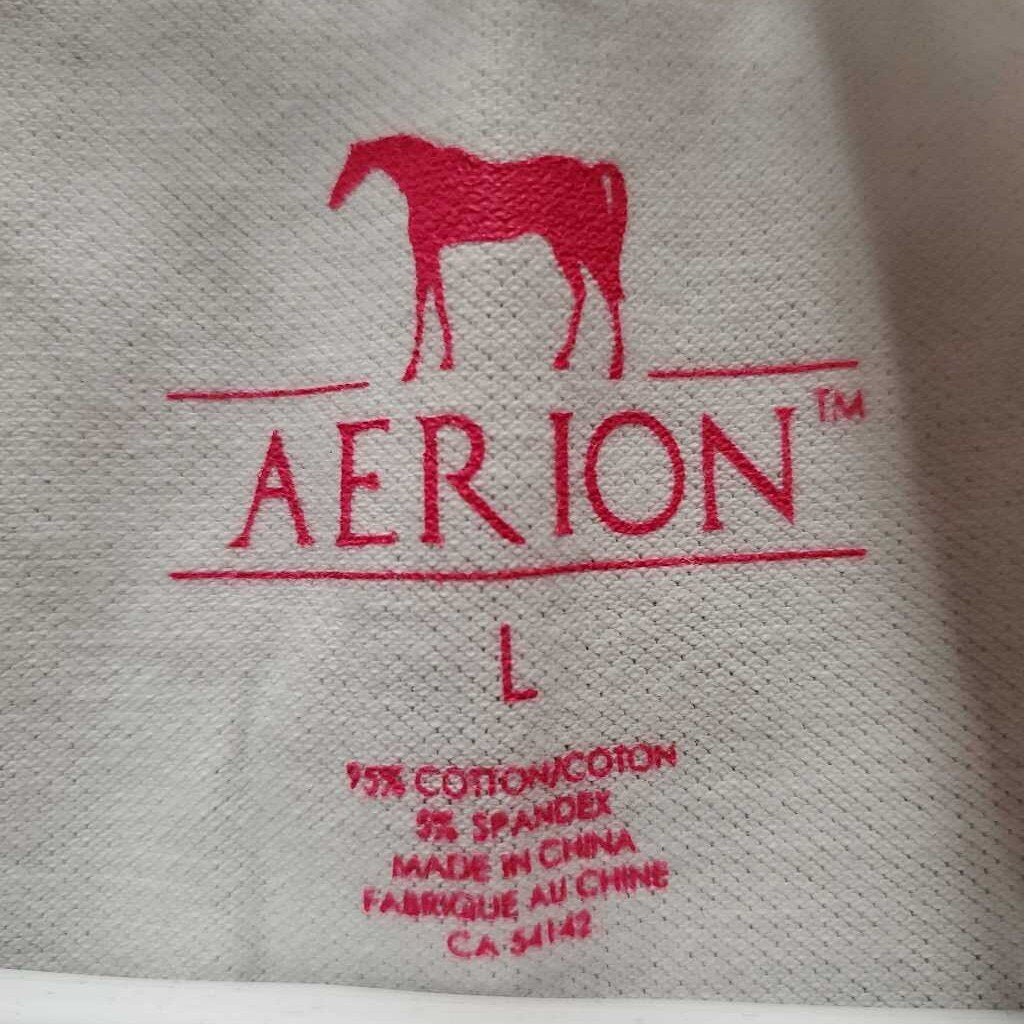 AERION™
L
95% COTTON/COTON
5% SPANDEX
MADE IN CHINA
FABRIQUE AU CHINE
CA 54142